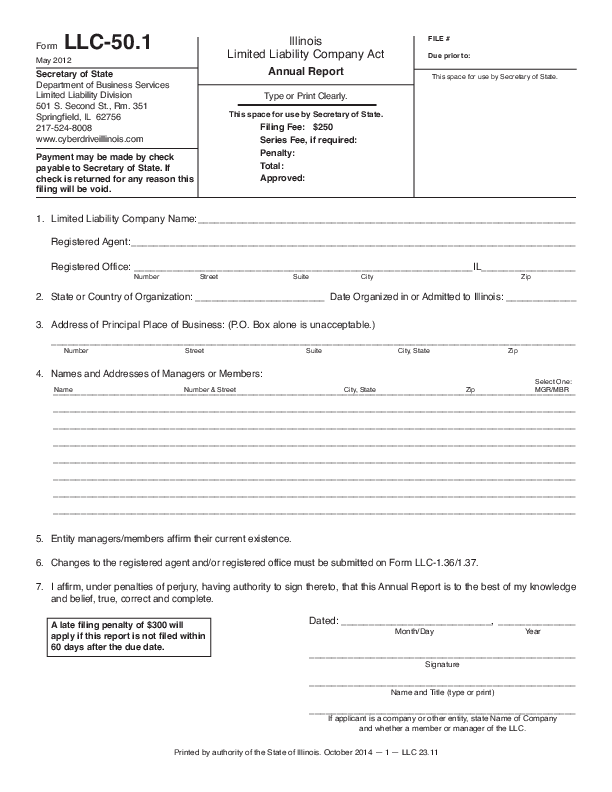 Form LLC-50.1
May 2012
Secretary of State
Department of Business Services
Limited Liability Division
501 S. Second St., Rm. 351
Springfield, IL 62756
217-524-8008
www.cyberdriveillinois.com
Payment may be made by check
payable to Secretary of State. If
check is returned for any reason this
filing will be void.
Illinois
Limited Liability Company Act
Annual Report
Type or Print Clearly.
This space for use by Secretary of State.
Filing Fee: $250
Series Fee, if required:
Penalty:
Total:
Approved:
FILE #
Due prior to:
This space for use by Secretary of State.
1. Limited Liability Company Name:
Registered Agent:
Registered Office: IL
Number Street Suite City Zip
2. State or Country of Organization: Date Organized in or Admitted to Illinois:
3. Address of Principal Place of Business: (P.O. Box alone is unacceptable.)
Number Street Suite City, State Zip
4. Names and Addresses of Managers or Members:
Select One:
Name Number & Street City, State Zip MGR/MBR
5. Entity managers/members affirm their current existence.
6. Changes to the registered agent and/or registered office must be submitted on Form LLC-1.36/1.37.
7. I affirm, under penalties of perjury, having authority to sign thereto, that this Annual Report is to the best of my knowledge
and belief, true, correct and complete.
A late filing penalty of $300 will
apply if this report is not filed within
60 days after the due date.
Dated: ,
Month/Day Year
Signature
Name and Title (type or print)
If applicant is a company or other entity, state Name of Company
and whether a member or manager of the LLC.
Printed by authority of the State of Illinois. October 2014 — 1 — LLC 23.11